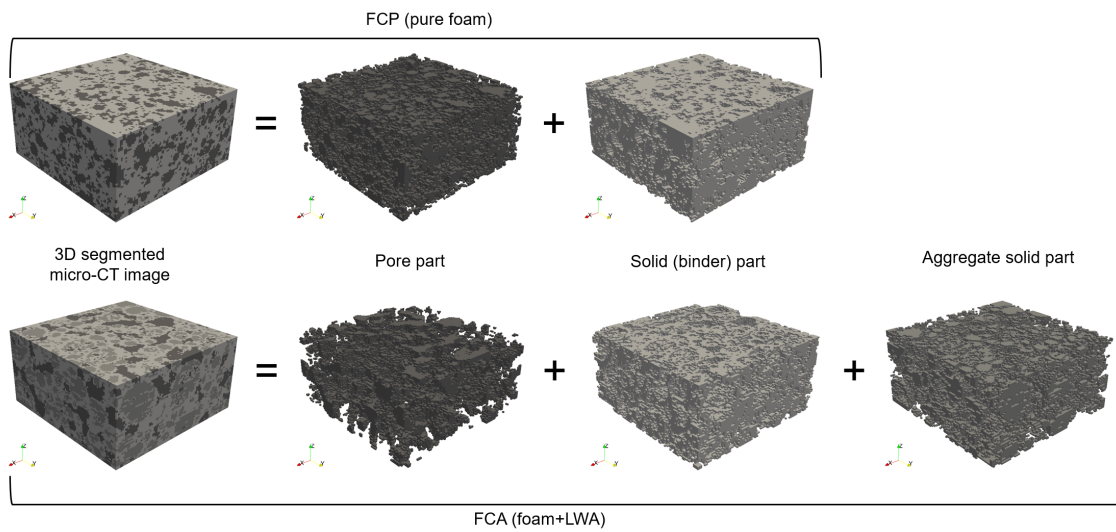 FCP (pure foam)
=
+
3D segmented
micro-CT image
Pore part
Solid (binder) part
Aggregate solid part
=
+
+
FCA (foam+LWA)